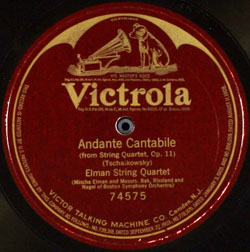 HIS MASTER'S VOICE
Victrola
Andante Cantabile
(from String Quartet, Op. 11)
(Tschaikowsky)
Elman String Quartet
(Mischa Elman and Messrs. Bak, Rissland and
Nagel of Boston Symphony Orchestra)
74575
VICTOR TALKING MACHINE CO. Camden, N.J.